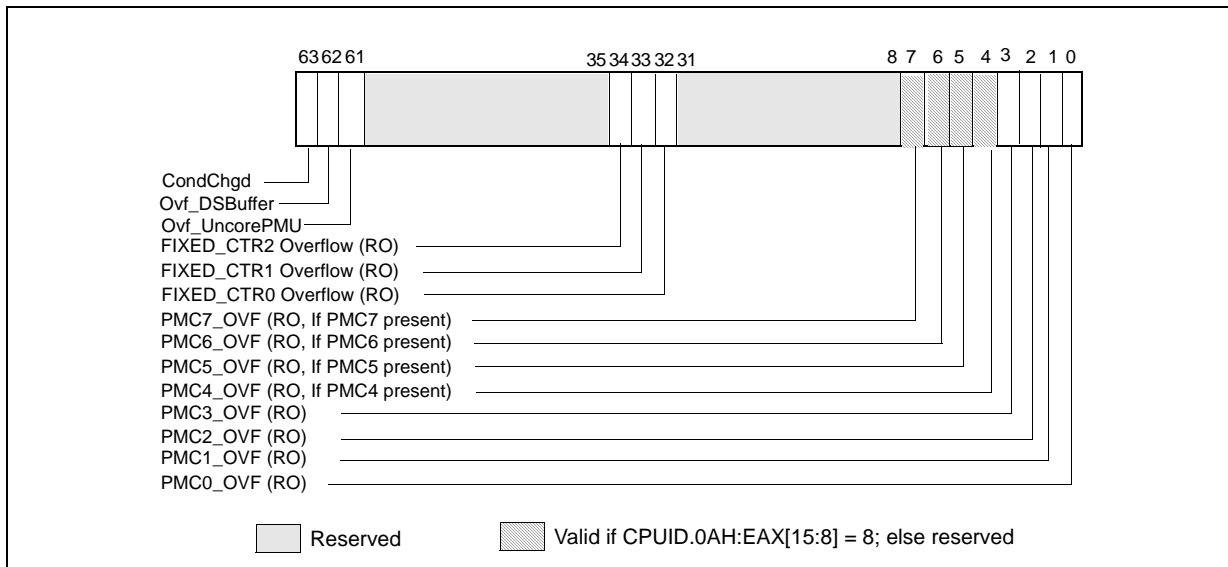 63 62 61 35 34 33 32 31 8 7 6 5 4 3 2 1 0
CondChgd
Ovf_DSBuffer
Ovf_UncorePMU
FIXED_CTR2 Overflow (RO)
FIXED_CTR1 Overflow (RO)
FIXED_CTR0 Overflow (RO)
PMC7_OVF (RO, If PMC7 present)
PMC6_OVF (RO, If PMC6 present)
PMC5_OVF (RO, If PMC5 present)
PMC4_OVF (RO, If PMC4 present)
PMC3_OVF (RO)
PMC2_OVF (RO)
PMC1_OVF (RO)
PMC0_OVF (RO)
Reserved Valid if CPUID.0AH:EAX[15:8] = 8; else reserved